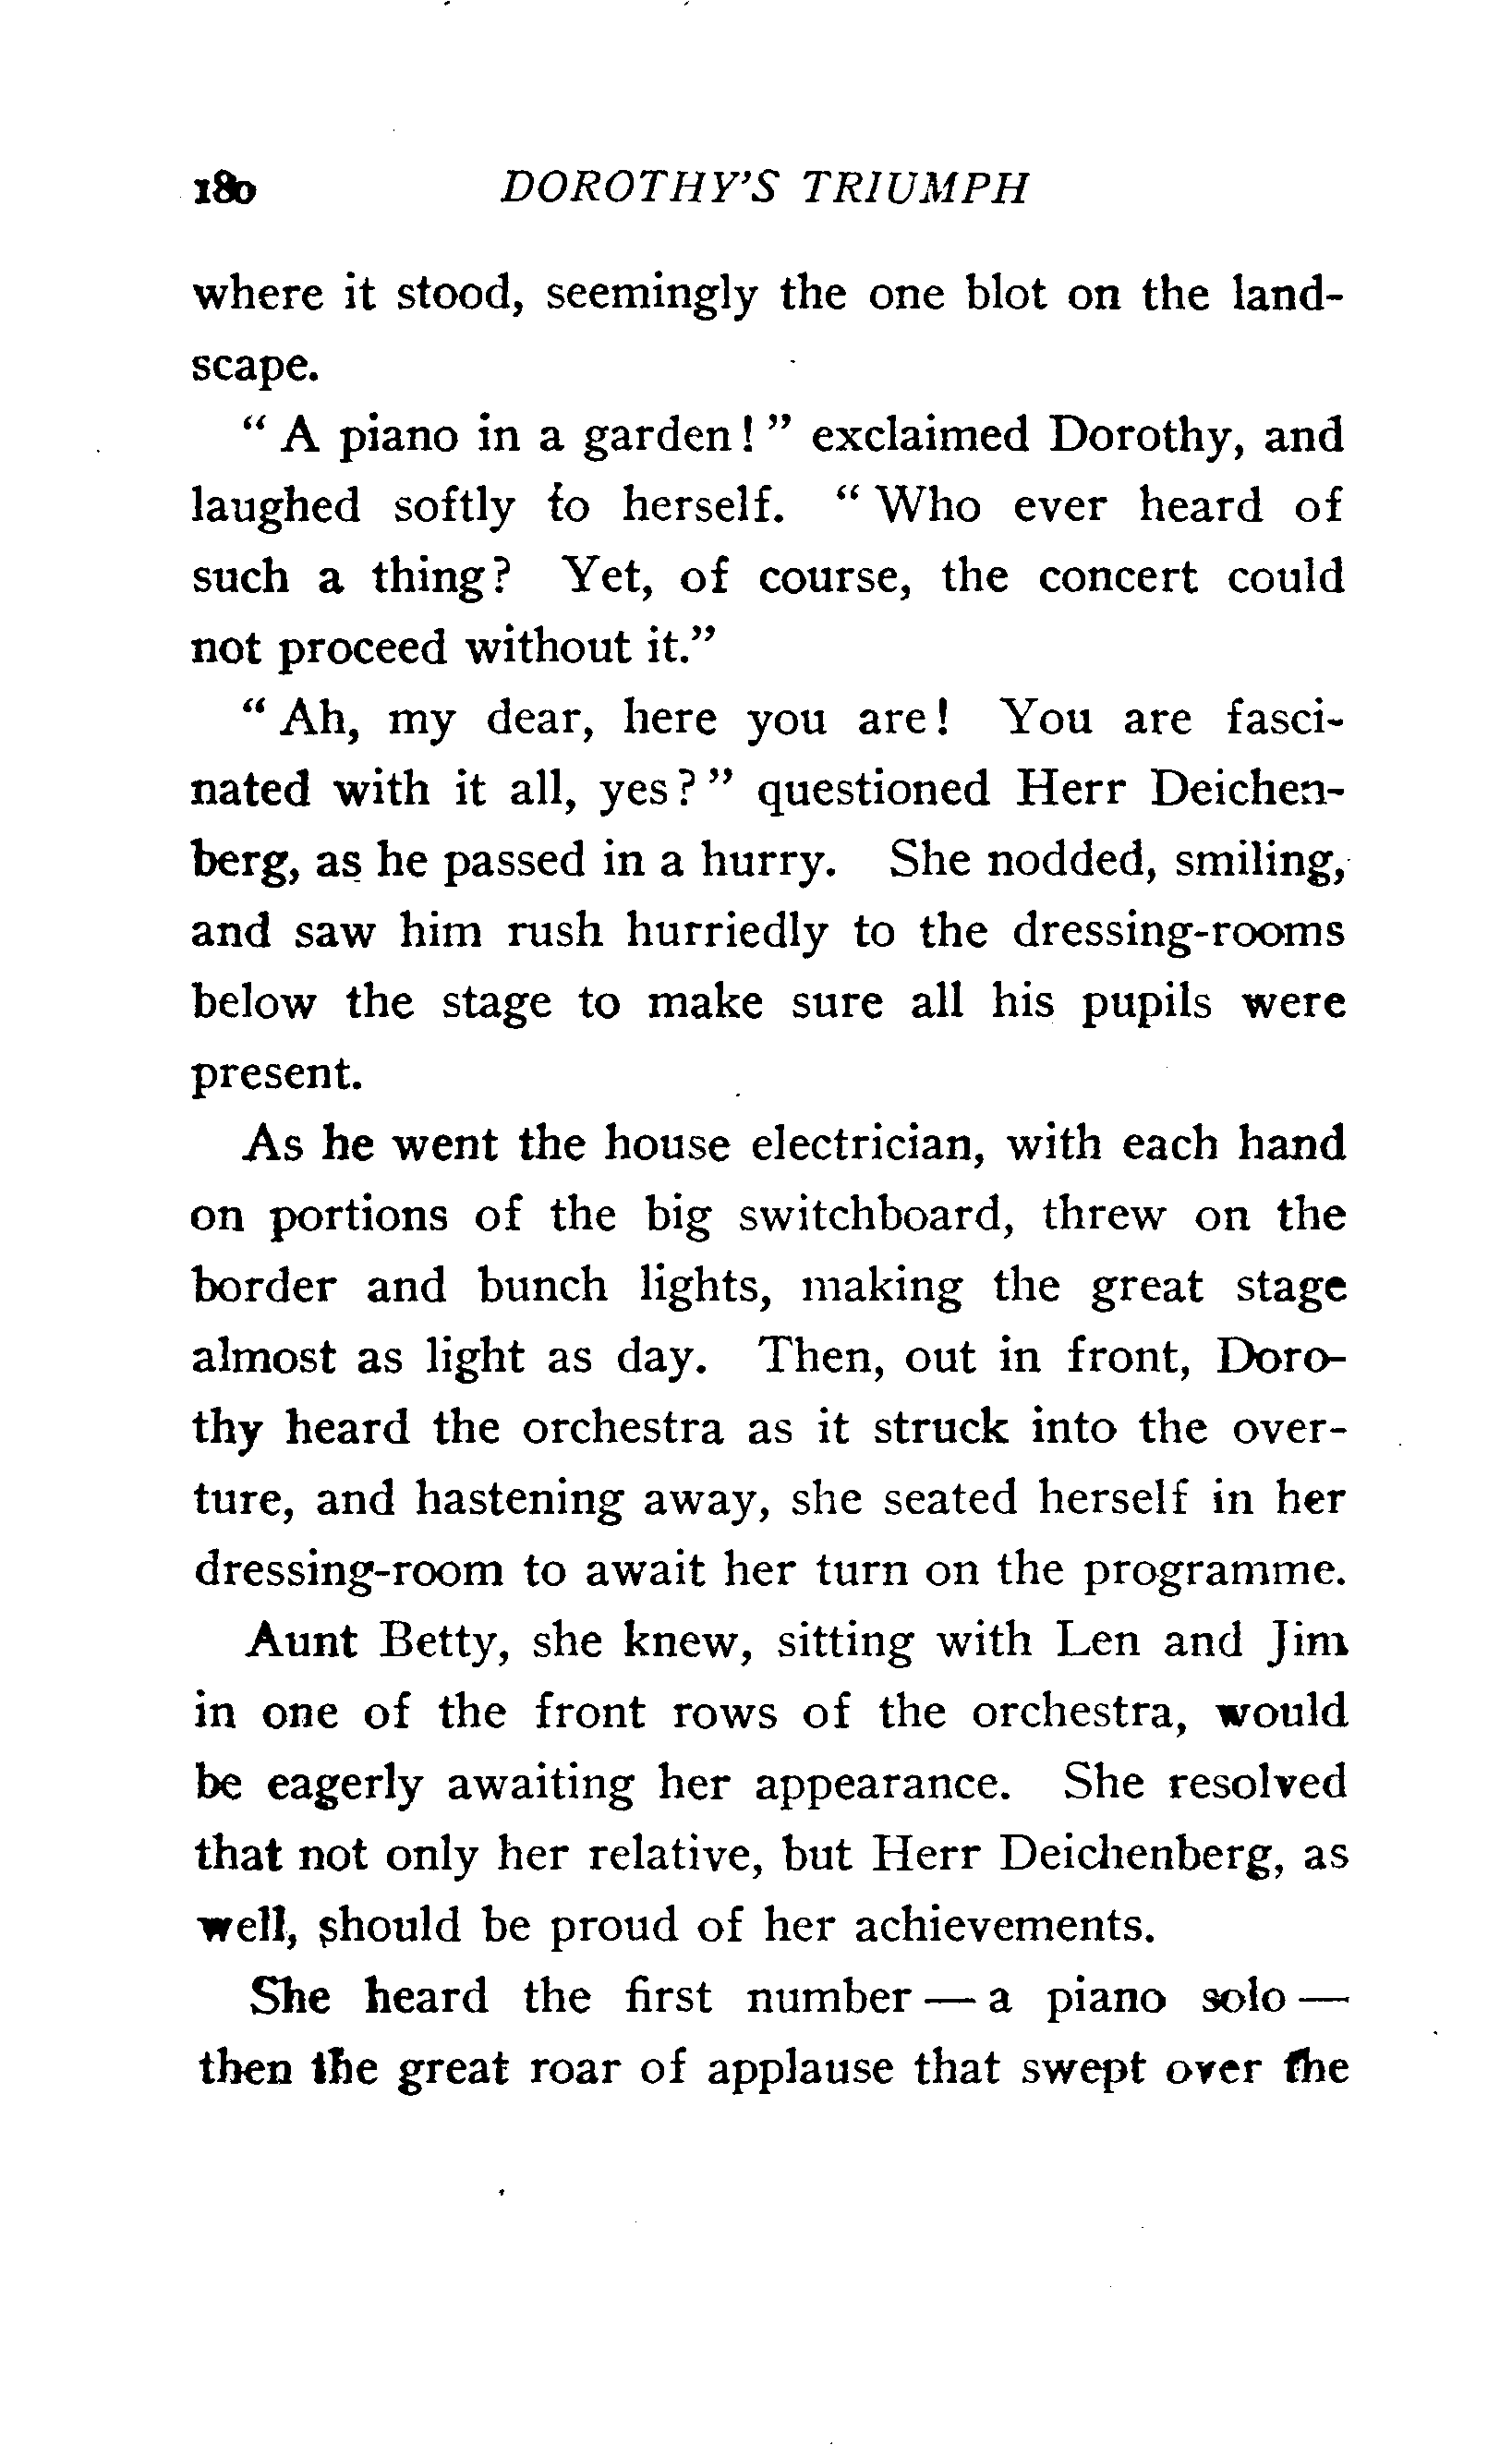 180 DOROTHY'S TRIUMPH
where it stood, seemingly the one blot on the land-
scape.
" A piano in a garden ! " exclaimed Dorothy, and
laughed softly to herself. " Who ever heard of
such a thing? Yet, of course, the concert could
not proceed without it."
" Ah, my dear, here you are ! You are fasci-
nated with it all, yes ? " questioned Herr Deichen-
berg, as he passed in a hurry. She nodded, smiling,
and saw him rush hurriedly to the dressing-rooms
below the stage to make sure all his pupils were
present.
As he went the house electrician, with each hand
on portions of the big switchboard, threw on the
border and bunch lights, making the great stage
almost as light as day. Then, out in front, Doro-
thy heard the orchestra as it struck into the over-
ture, and hastening away, she seated herself in her
dressing-room to await her turn on the programme.
Aunt Betty, she knew, sitting with Len and Jim
in one of the front rows of the orchestra, would
be eagerly awaiting her appearance. She resolved
that not only her relative, but Herr Deichenberg, as
well, should be proud of her achievements.
She heard the first number — a piano solo —
then the great roar of applause that swept over the